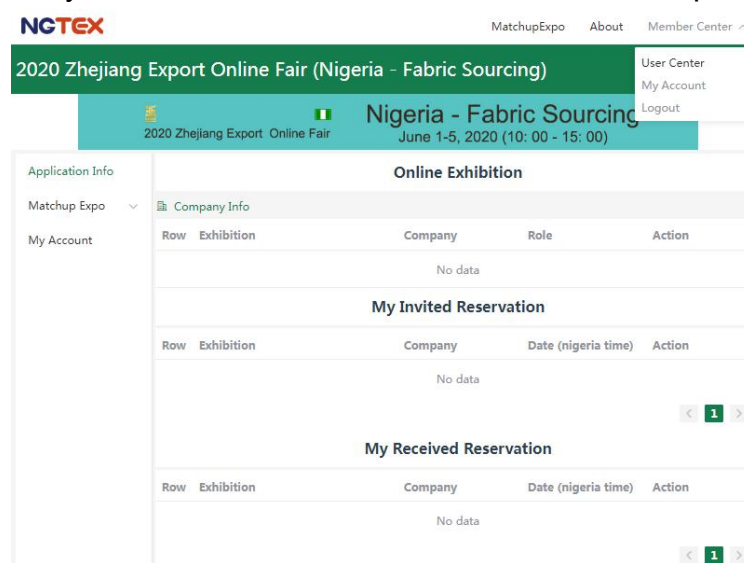 NGTEX
MatchupExpo About Member Center
2020 Zhejiang Export Online Fair (Nigeria - Fabric Sourcing)
User Center
My Account
Logout
2020 Zhejiang Export Online Fair
Nigeria - Fabric Sourcing
June 1-5, 2020 (10: 00 - 15: 00)
Application Info
Matchup Expo
My Account
Online Exhibition
Company Info
Row Exhibition Company Role Action
No data
My Invited Reservation
Row Exhibition Company Date (nigeria time) Action
No data
< 1 >
My Received Reservation
Row Exhibition Company Date (nigeria time) Action
No data
< 1 >